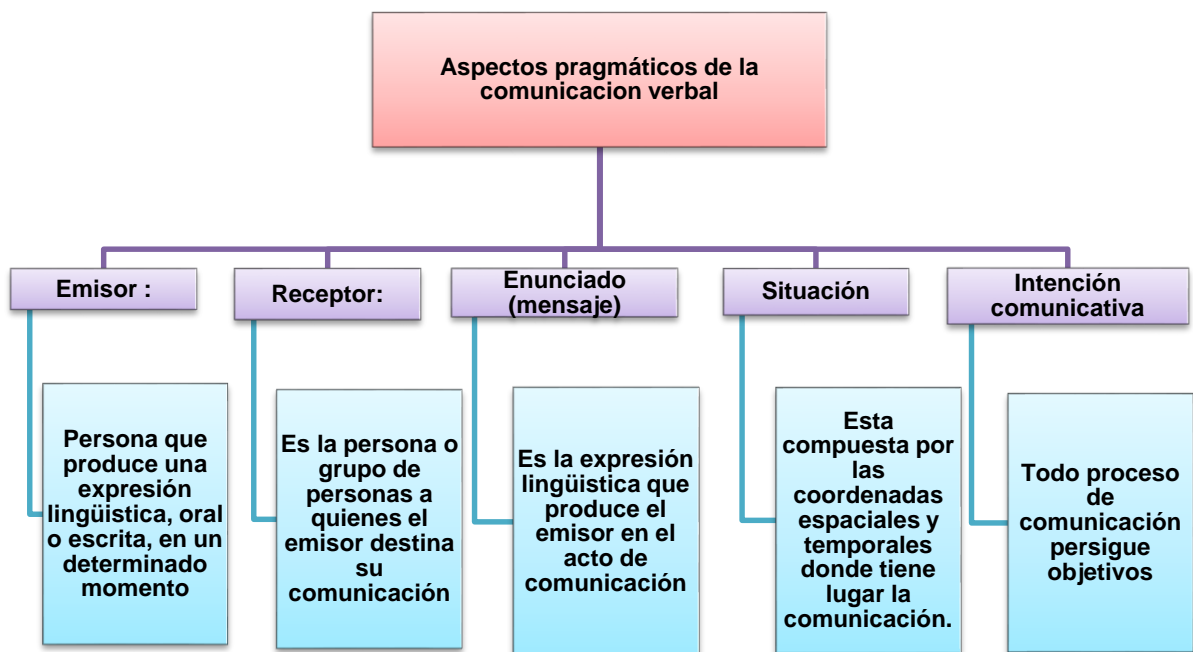 Aspectos pragmáticos de la
comunicacion verbal
Emisor :
Receptor:
Enunciado
(mensaje)
Situación
Intención
comunicativa
Persona que
produce una
expresión
lingüistica, oral
o escrita, en un
determinado
momento
Es la persona o
grupo de
personas a
quienes el
emisor destina
su
comunicación
Es la expresión
lingüistica que
produce el
emisor en el
acto de
comunicación
Esta
compuesta por
las
coordenadas
espaciales y
temporales
donde tiene
lugar la
comunicación.
Todo proceso
de
comunicación
persigue
objetivos